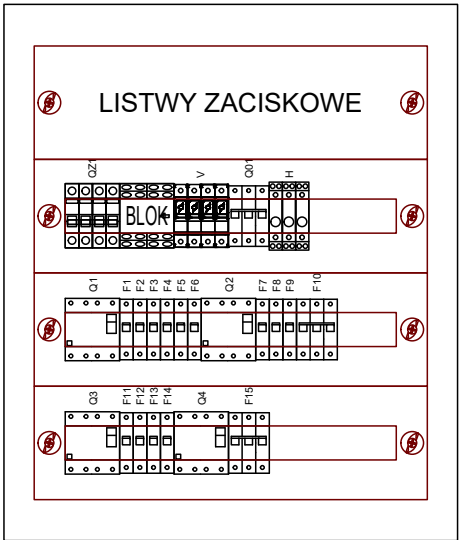 LISTWY ZACISKOWE
QZ1 V Q01 H
BLOK
Q1 F1 F2 F3 F4 F5 F6 Q2 F7 F8 F9 F10
Q3 F11 F12 F13 F14 Q4 F15